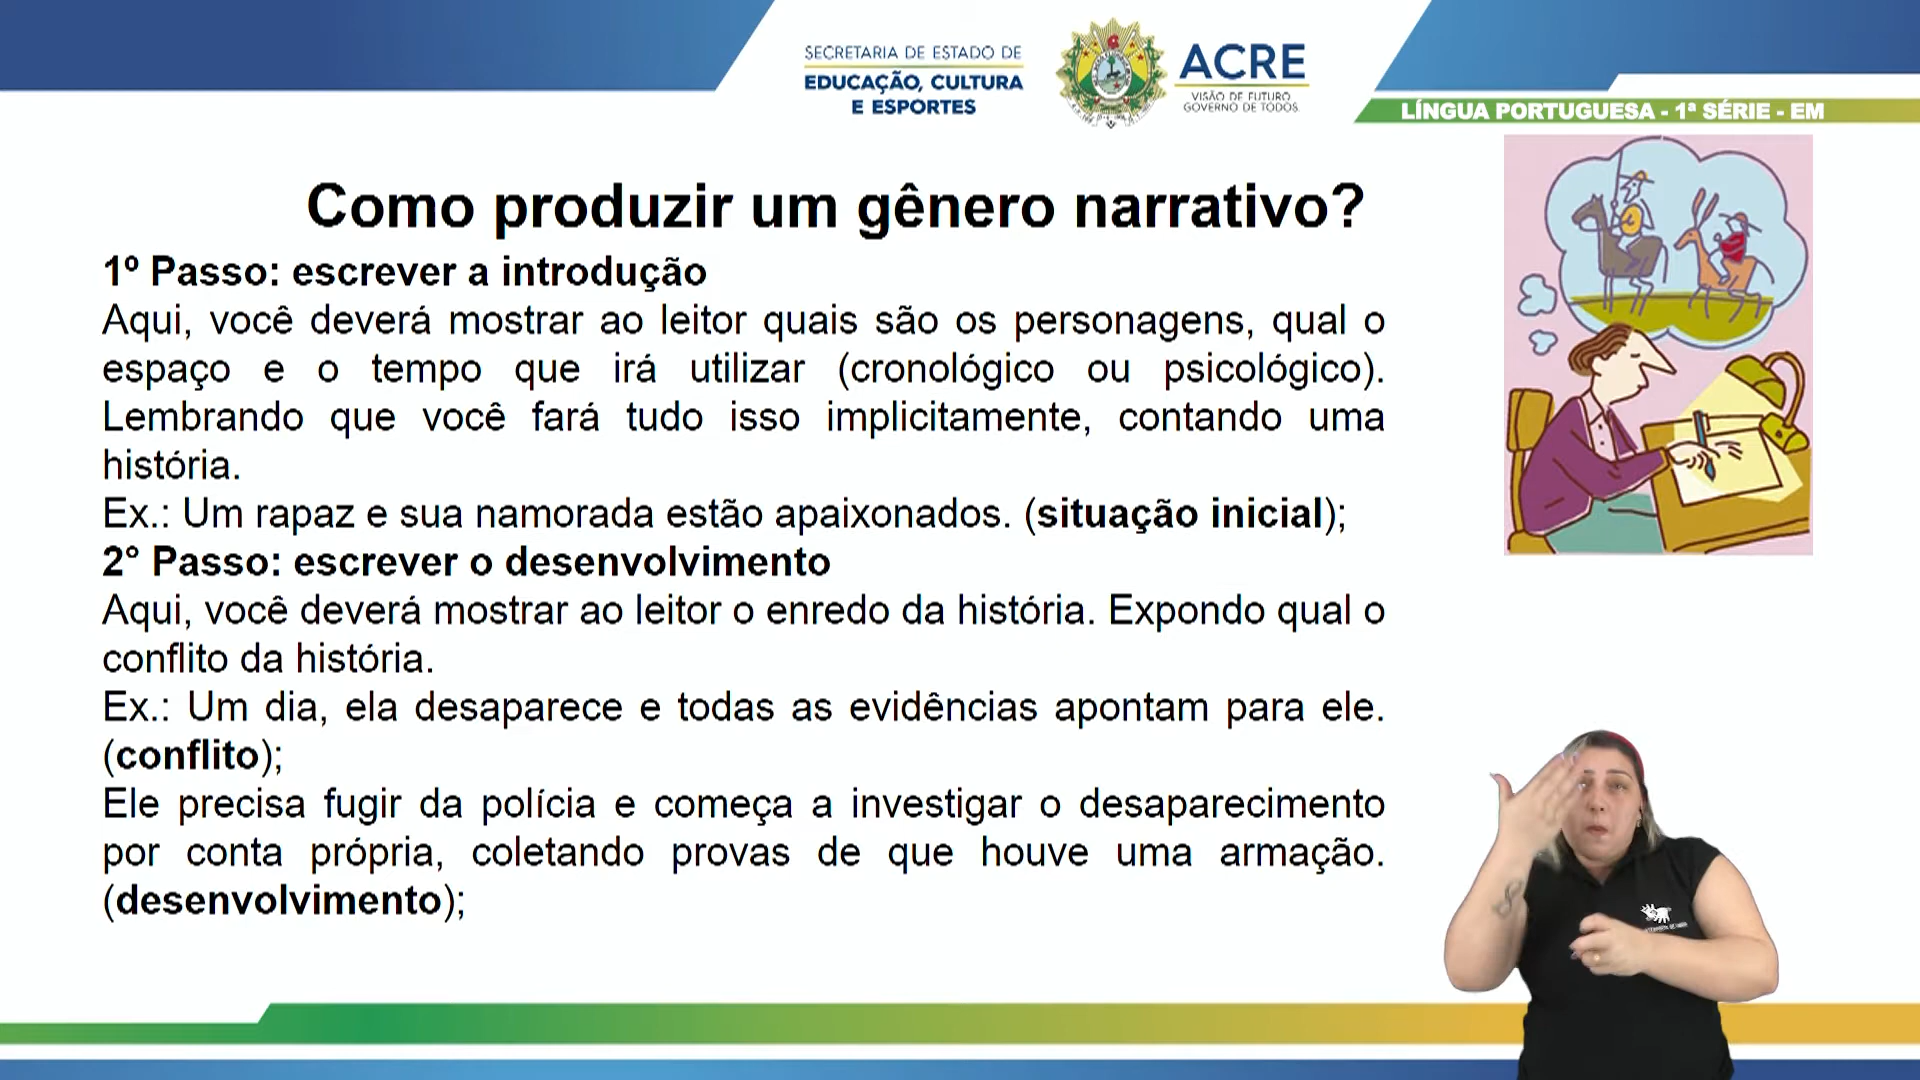 SECRETARIA DE ESTADO DE
EDUCAÇÃO, CULTURA
E ESPORTES
ACRE
VISÃO DE FUTURO
GOVERNO DE TODOS
LÍNGUA PORTUGUESA - 1ª SÉRIE - EM
Como produzir um gênero narrativo?
1º Passo: escrever a introdução
Aqui, você deverá mostrar ao leitor quais são os personagens, qual o
espaço e o tempo que irá utilizar (cronológico ou psicológico).
Lembrando que você fará tudo isso implicitamente, contando uma
história.
Ex.: Um rapaz e sua namorada estão apaixonados. (situação inicial);
2° Passo: escrever o desenvolvimento
Aqui, você deverá mostrar ao leitor o enredo da história. Expondo qual o
conflito da história.
Ex.: Um dia, ela desaparece e todas as evidências apontam para ele.
(conflito);
Ele precisa fugir da polícia e começa a investigar o desaparecimento
por conta própria, coletando provas de que houve uma armação.
(desenvolvimento);